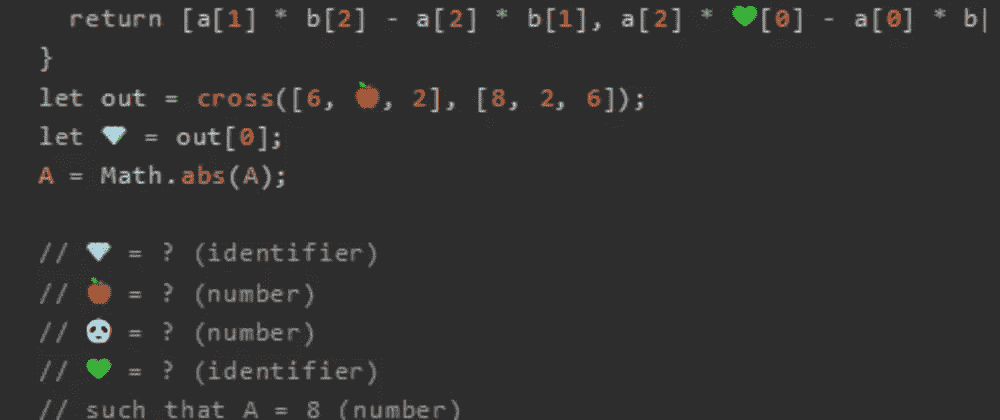 return [a[1] * b[2] - a[2] * b[1], a[2] * 💚[0] - a[0] * b
}
let out = cross([6, 🍎, 2], [8, 2, 6]);
let 💎 = out[0];
A = Math.abs(A);
// 💎 = ? (identifier)
// 🍎 = ? (number)
// 💀 = ? (number)
// 💚 = ? (identifier)
// such that A = 8 (number)